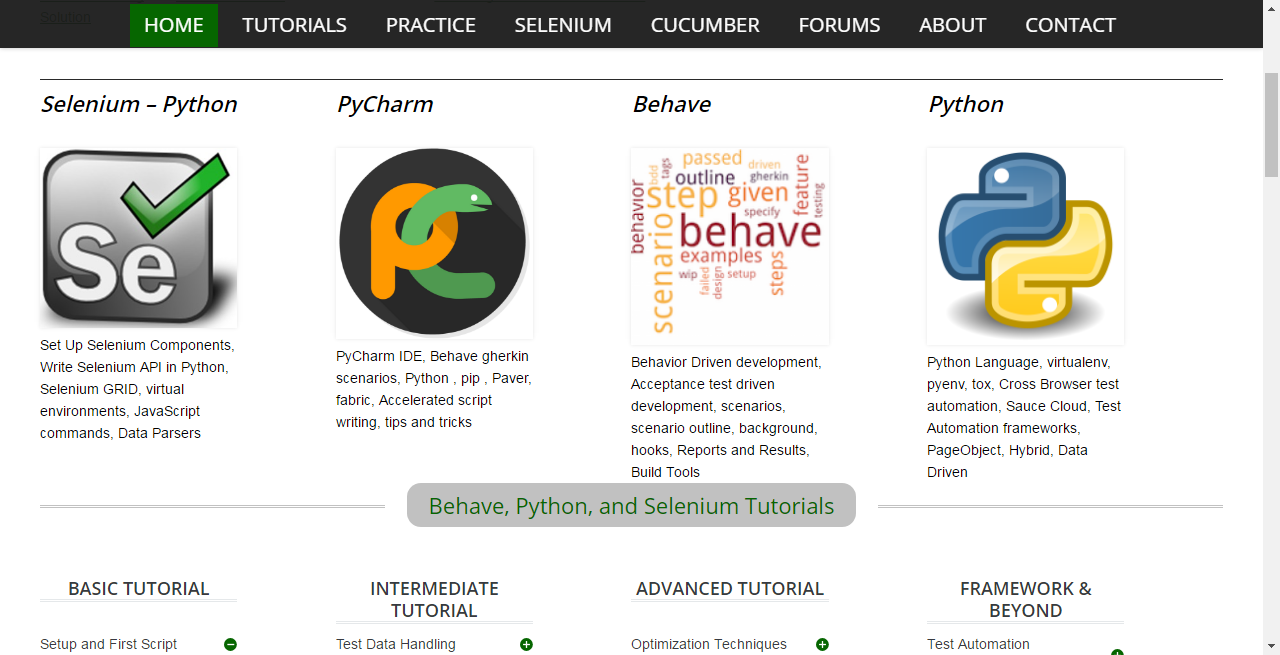 Solution
HOME TUTORIALS PRACTICE SELENIUM CUCUMBER FORUMS ABOUT CONTACT
Selenium – Python
PyCharm
Behave
Python
Se
PC
passed
driven
bdd
tags
outline
gherkin
behavior
step
given
feature
testing
specify
behave
scenario
examples
wip
failed
design
setup
steps
Set Up Selenium Components,
Write Selenium API in Python,
Selenium GRID, virtual
environments, JavaScript
commands, Data Parsers
PyCharm IDE, Behave gherkin
scenarios, Python , pip , Paver,
fabric, Accelerated script
writing, tips and tricks
Behavior Driven development,
Acceptance test driven
development, scenarios,
scenario outline, background,
hooks, Reports and Results,
Build Tools
Python Language, virtualenv,
pyenv, tox, Cross Browser test
automation, Sauce Cloud, Test
Automation frameworks,
PageObject, Hybrid, Data
Driven
Behave, Python, and Selenium Tutorials
BASIC TUTORIAL
Setup and First Script
INTERMEDIATE
TUTORIAL
Test Data Handling
ADVANCED TUTORIAL
Optimization Techniques
FRAMEWORK &
BEYOND
Test Automation